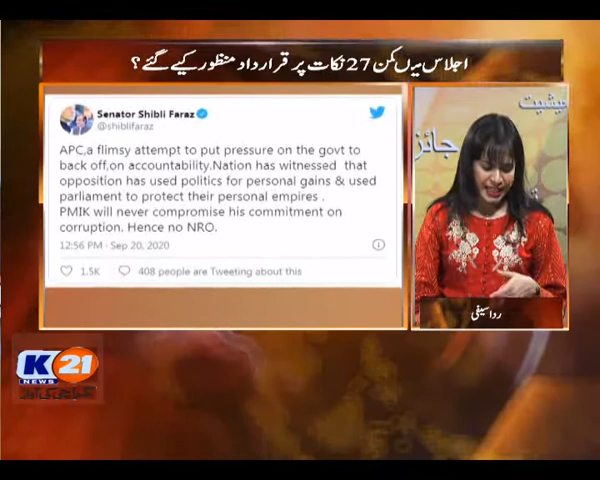 اجلاس میں کن 27 نکات پر قرارداد منظور کیے گئے؟
Senator Shibli Faraz
@shiblifaraz
APC,a flimsy attempt to put pressure on the govt to
back off,on accountability.Nation has witnessed that
opposition has used politics for personal gains & used
parliament to protect their personal empires .
PMIK will never compromise his commitment on
corruption. Hence no NRO.
12:56 PM · Sep 20, 2020
1.5K 408 people are Tweeting about this
جائز
ردا سیفی
K21
NEWS